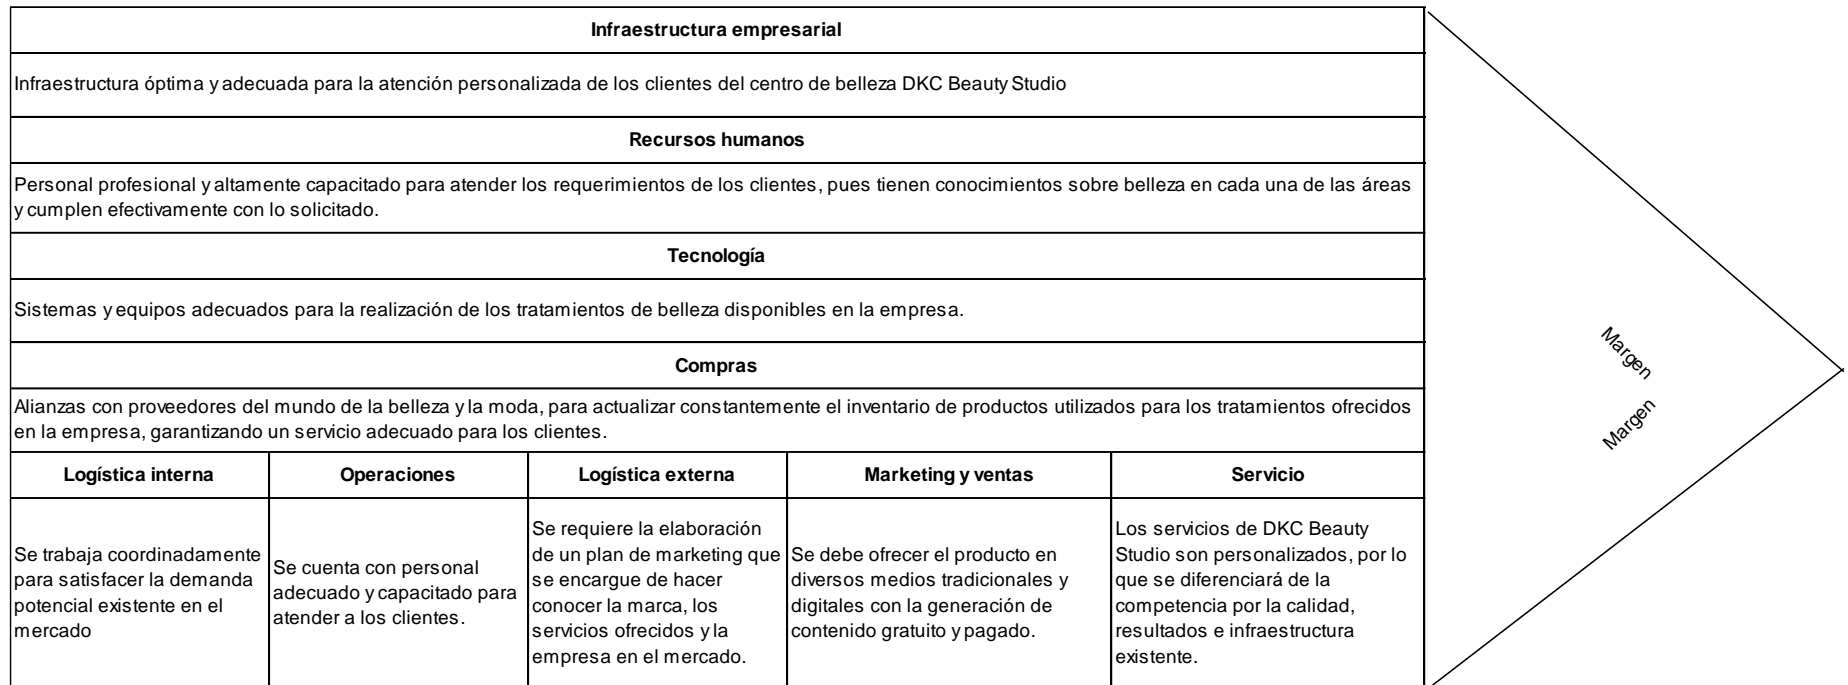 Infraestructura empresarial
Infraestructura óptima y adecuada para la atención personalizada de los clientes del centro de belleza DKC Beauty Studio
Recursos humanos
Personal profesional y altamente capacitado para atender los requerimientos de los clientes, pues tienen conocimientos sobre belleza en cada una de las áreas
y cumplen efectivamente con lo solicitado.
Tecnología
Sistemas y equipos adecuados para la realización de los tratamientos de belleza disponibles en la empresa.
Compras
Alianzas con proveedores del mundo de la belleza y la moda, para actualizar constantemente el inventario de productos utilizados para los tratamientos ofrecidos
en la empresa, garantizando un servicio adecuado para los clientes.
Logística interna
Se trabaja coordinadamente
para satisfacer la demanda
potencial existente en el
mercado
Operaciones
Se cuenta con personal
adecuado y capacitado para
atender a los clientes.
Logística externa
Se requiere la elaboración
de un plan de marketing que
se encargue de hacer
conocer la marca, los
servicios ofrecidos y la
empresa en el mercado.
Marketing y ventas
Se debe ofrecer el producto en
diversos medios tradicionales y
digitales con la generación de
contenido gratuito y pagado.
Servicio
Los servicios de DKC Beauty
Studio son personalizados, por lo
que se diferenciará de la
competencia por la calidad,
resultados e infraestructura
existente.
Margen
Margen